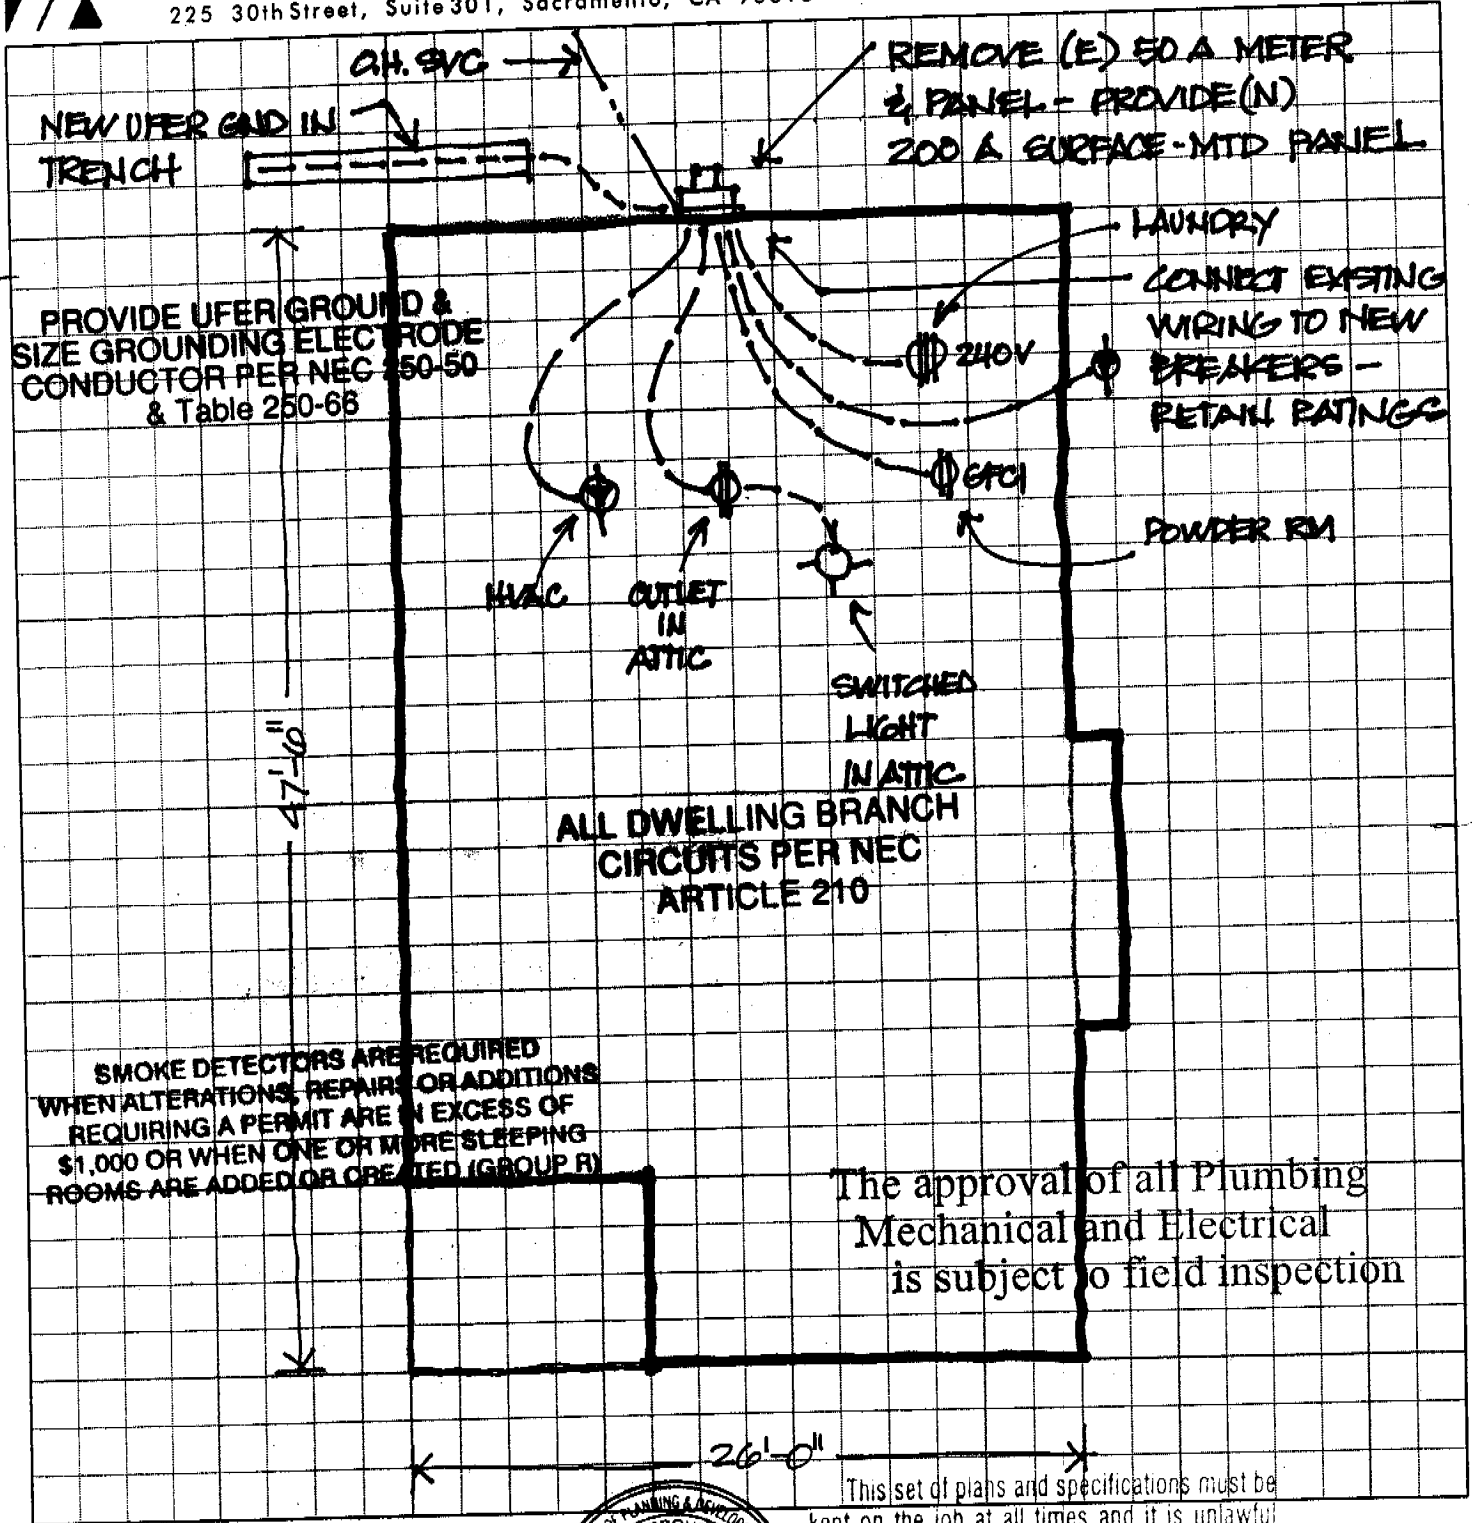 225 30th Street, Suite 301, Sacramento, CA
O.H. SVC
REMOVE (E) 50 A METER
& PANEL - PROVIDE (N)
200 A SURFACE-MTD PANEL
NEW UFER GND IN
TRENCH
LAUNDRY
CONNECT EXISTING
WIRING TO NEW
BREAKERS -
RETAIN RATINGS
PROVIDE UFER GROUND &
SIZE GROUNDING ELECTRODE
CONDUCTOR PER NEC 250-50
& Table 250-66
240V
GFCI
POWDER RM
HVAC
OUTLET
IN
ATTIC
SWITCHED
LIGHT
IN ATTIC
47'-6"
ALL DWELLING BRANCH
CIRCUITS PER NEC
ARTICLE 210
SMOKE DETECTORS ARE REQUIRED
WHEN ALTERATIONS, REPAIRS OR ADDITIONS
REQUIRING A PERMIT ARE IN EXCESS OF
$1,000 OR WHEN ONE OR MORE SLEEPING
ROOMS ARE ADDED OR CREATED (GROUP R)
The approval of all Plumbing
Mechanical and Electrical
is subject to field inspection
26'-0"
This set of plans and specifications must be
kept on the job at all times and it is unlawful
OF PLANNING & DEVELO